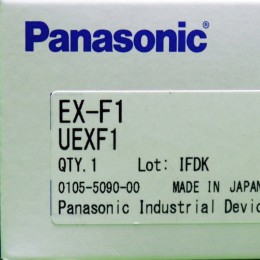 Panasonic
EX-F1
UEXF1
QTY.1 Lot: IFDK
0105-5090-00 MADE IN JAPAN
Panasonic Industrial Devic